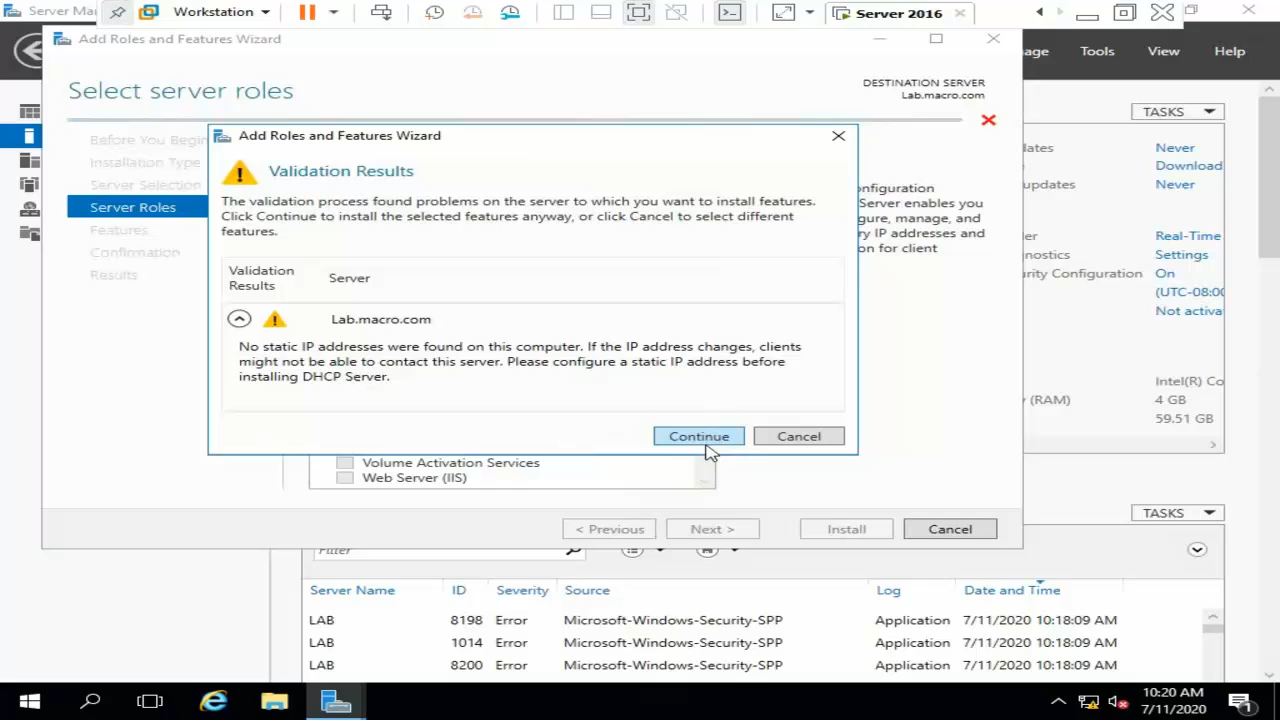 Server Ma
Workstation
Server 2016
Add Roles and Features Wizard
age Tools View Help
Select server roles
DESTINATION SERVER
Lab.macro.com
TASKS
Before You Begin
Installation Type
Server Selection
Server Roles
Features
Confirmation
Results
Add Roles and Features Wizard
Validation Results
The validation process found problems on the server to which you want to install features.
Click Continue to install the selected features anyway, or click Cancel to select different
features.
Validation
Results
Server
Lab.macro.com
No static IP addresses were found on this computer. If the IP address changes, clients
might not be able to contact this server. Please configure a static IP address before
installing DHCP Server.
Continue
Cancel
onfiguration
Server enables you
gure, manage, and
ry IP addresses and
on for client
dates Never
Download
updates Never
er Real-Time
gnostics Settings
urity Configuration On
(UTC-08:00
Not activa
Intel(R) Co
y (RAM) 4 GB
59.51 GB
Volume Activation Services
Web Server (IIS)
< Previous
Next >
Install
Cancel
TASKS
Filter
Server Name ID Severity Source Log Date and Time
LAB 8198 Error Microsoft-Windows-Security-SPP Application 7/11/2020 10:18:09 AM
LAB 1014 Error Microsoft-Windows-Security-SPP Application 7/11/2020 10:18:09 AM
LAB 8200 Error Microsoft-Windows-Security-SPP Application 7/11/2020 10:18:09 AM
10:20 AM
7/11/2020
1